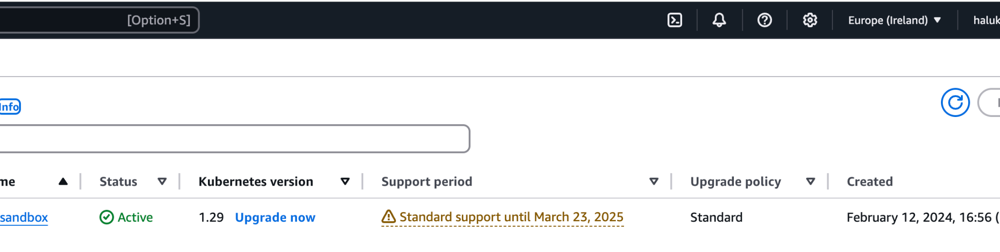 [Option+S] Europe (Ireland) haluk
Info
me Status Kubernetes version Support period Upgrade policy Created
sandbox Active 1.29 Upgrade now Standard support until March 23, 2025 Standard February 12, 2024, 16:56 (